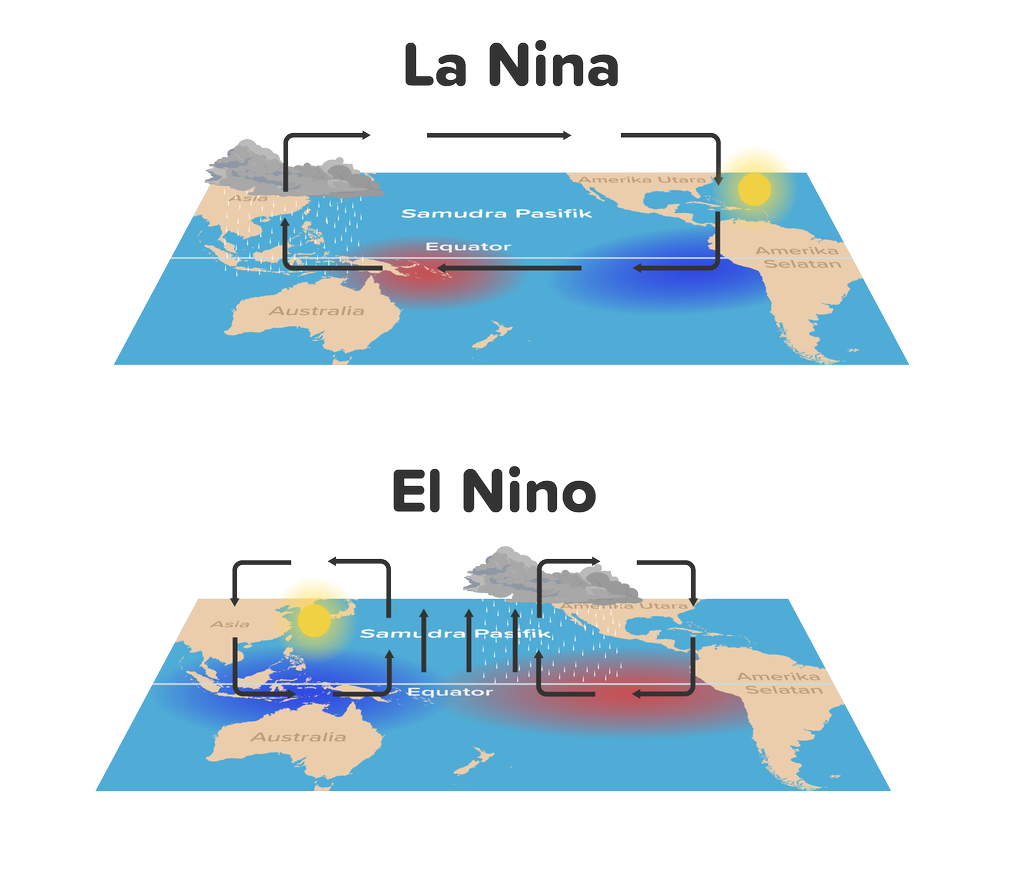 La Nina
Amerika Utara
Asia
Samudra Pasifik
Equator
Amerika
Selatan
Australia
El Nino
Amerika Utara
Asia
Samudra Pasifik
Equator
Amerika
Selatan
Australia